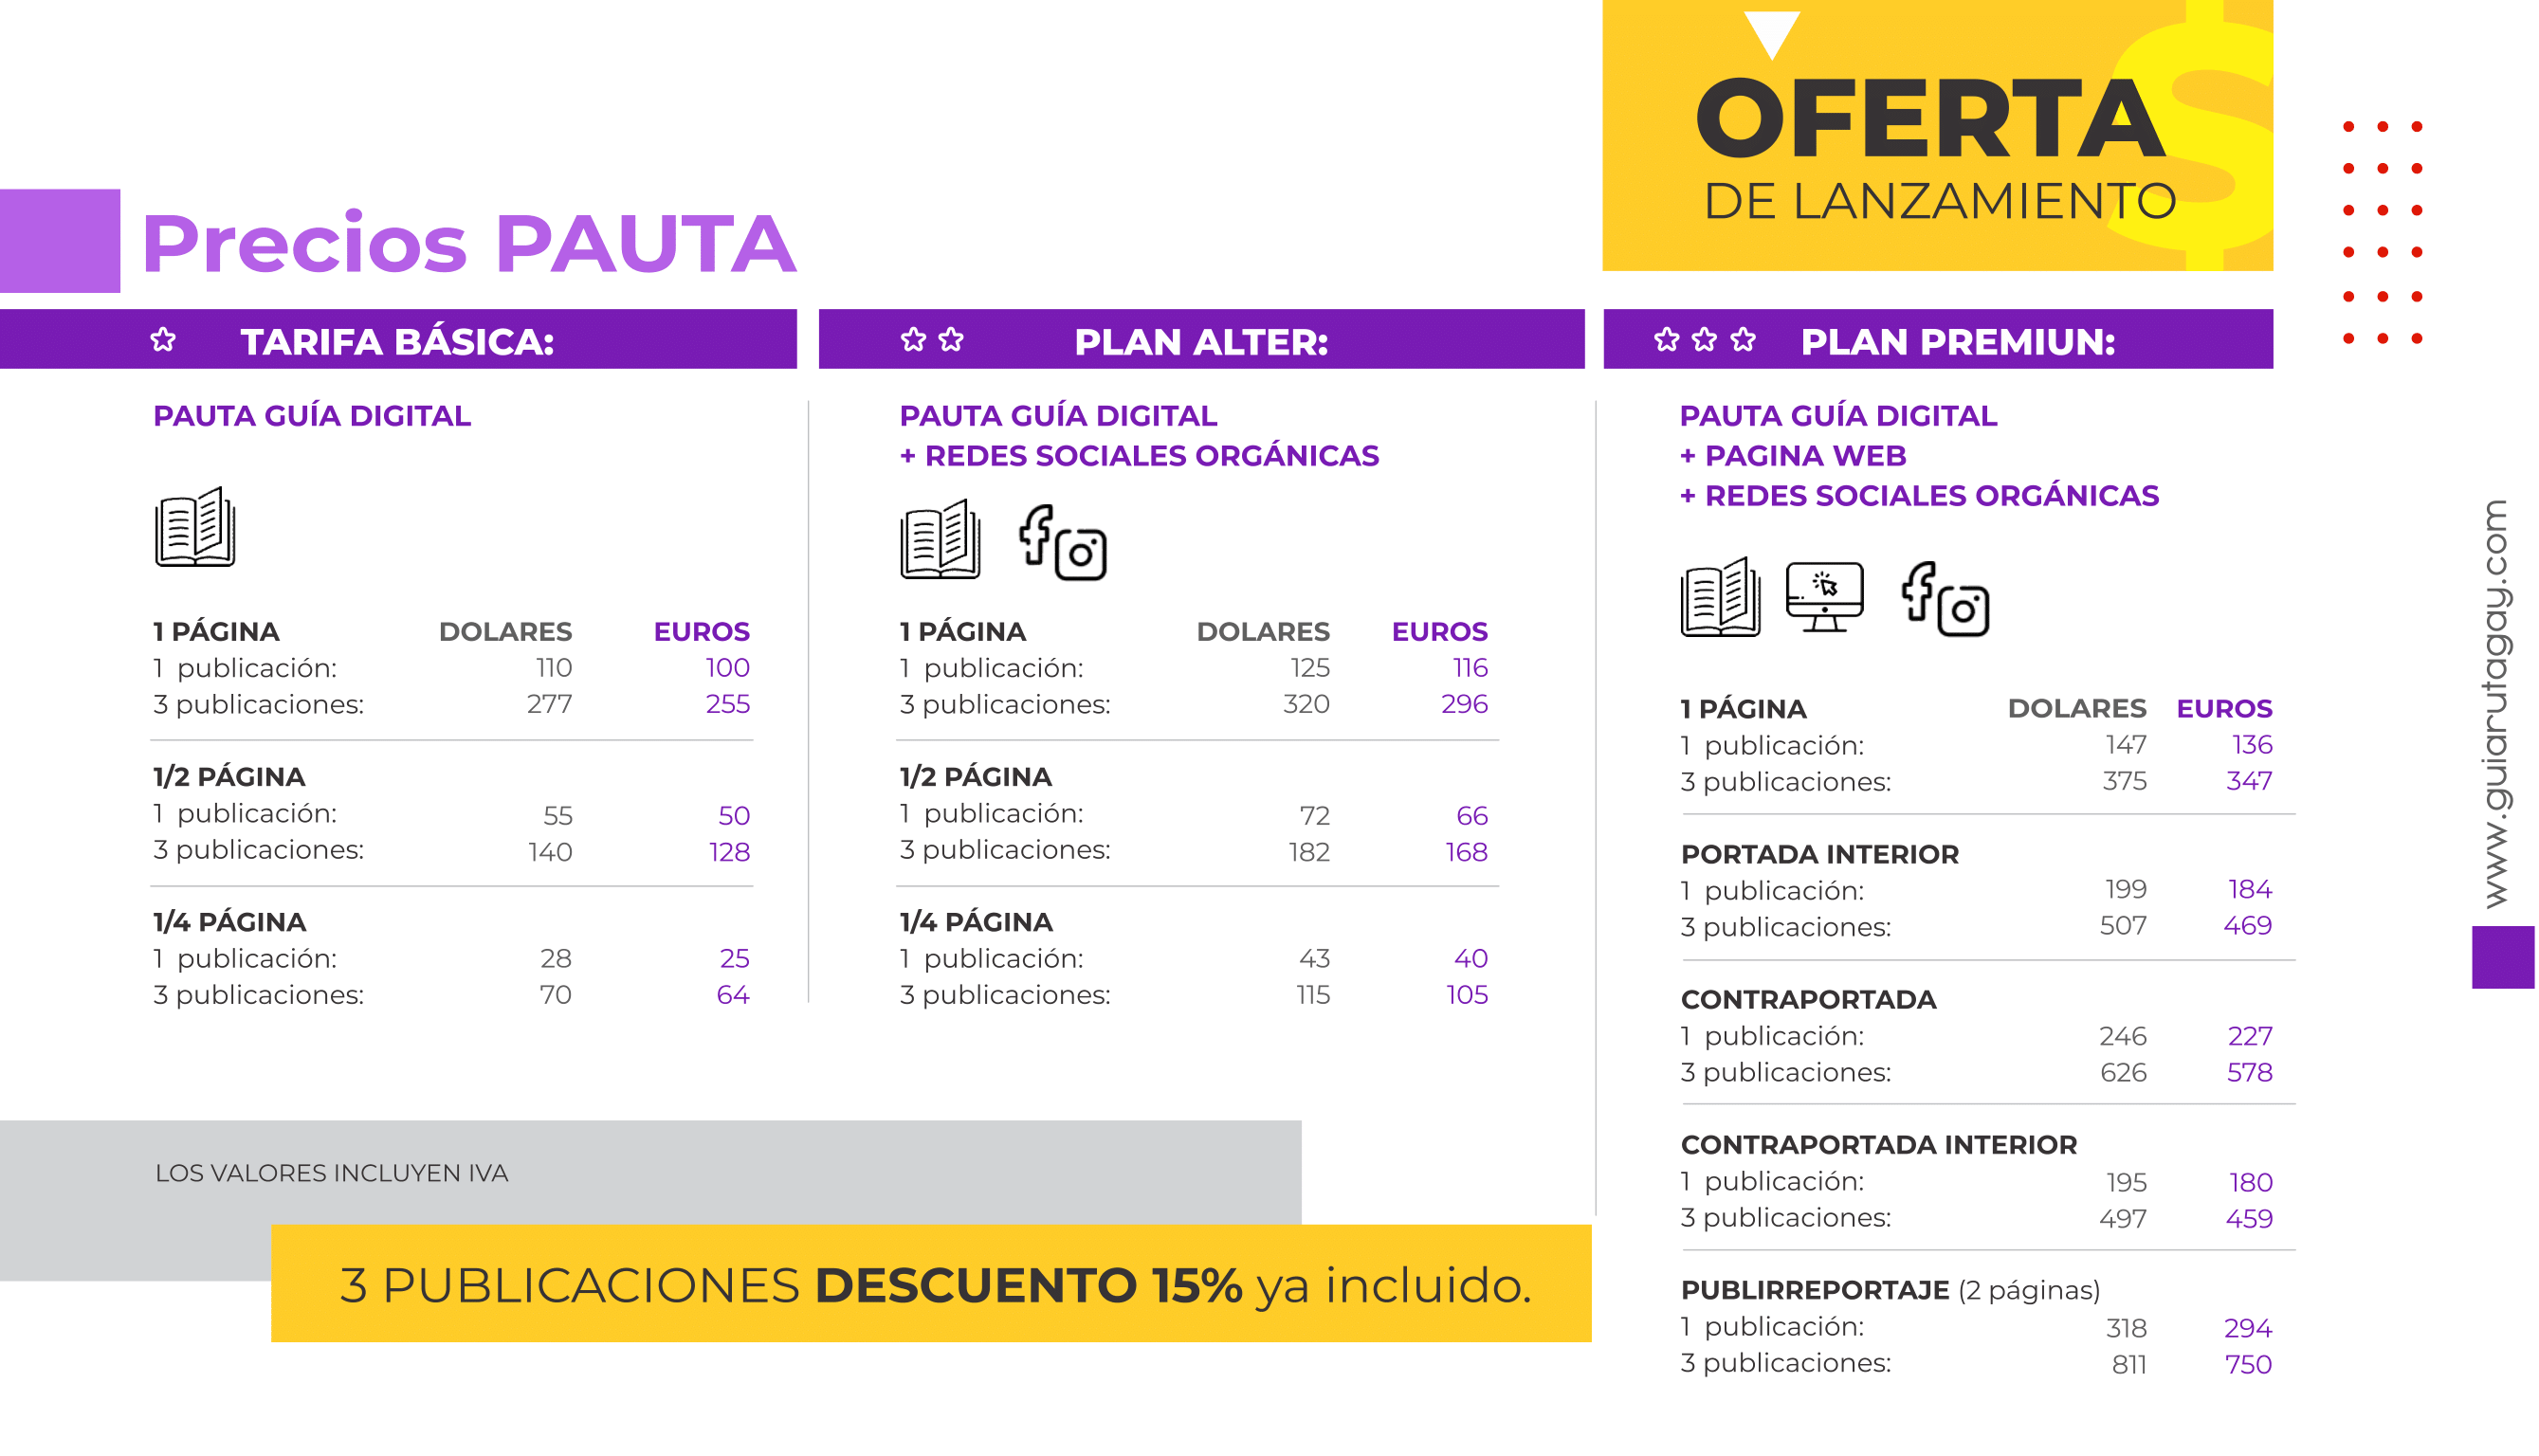 OFERTA
DE LANZAMIENTO
Precios PAUTA
TARIFA BÁSICA:
PAUTA GUÍA DIGITAL
1 PÁGINA DOLARES EUROS
1 publicación: 110 100
3 publicaciones: 277 255
1/2 PÁGINA
1 publicación: 55 50
3 publicaciones: 140 128
1/4 PÁGINA
1 publicación: 28 25
3 publicaciones: 70 64
PLAN ALTER:
PAUTA GUÍA DIGITAL
+ REDES SOCIALES ORGÁNICAS
1 PÁGINA DOLARES EUROS
1 publicación: 125 116
3 publicaciones: 320 296
1/2 PÁGINA
1 publicación: 72 66
3 publicaciones: 182 168
1/4 PÁGINA
1 publicación: 43 40
3 publicaciones: 115 105
PLAN PREMIUN:
PAUTA GUÍA DIGITAL
+ PAGINA WEB
+ REDES SOCIALES ORGÁNICAS
1 PÁGINA DOLARES EUROS
1 publicación: 147 136
3 publicaciones: 375 347
PORTADA INTERIOR
1 publicación: 199 184
3 publicaciones: 507 469
CONTRAPORTADA
1 publicación: 246 227
3 publicaciones: 626 578
CONTRAPORTADA INTERIOR
1 publicación: 195 180
3 publicaciones: 497 459
PUBLIRREPORTAJE (2 páginas)
1 publicación: 318 294
3 publicaciones: 811 750
LOS VALORES INCLUYEN IVA
3 PUBLICACIONES DESCUENTO 15% ya incluido.
www.guiarutagay.com